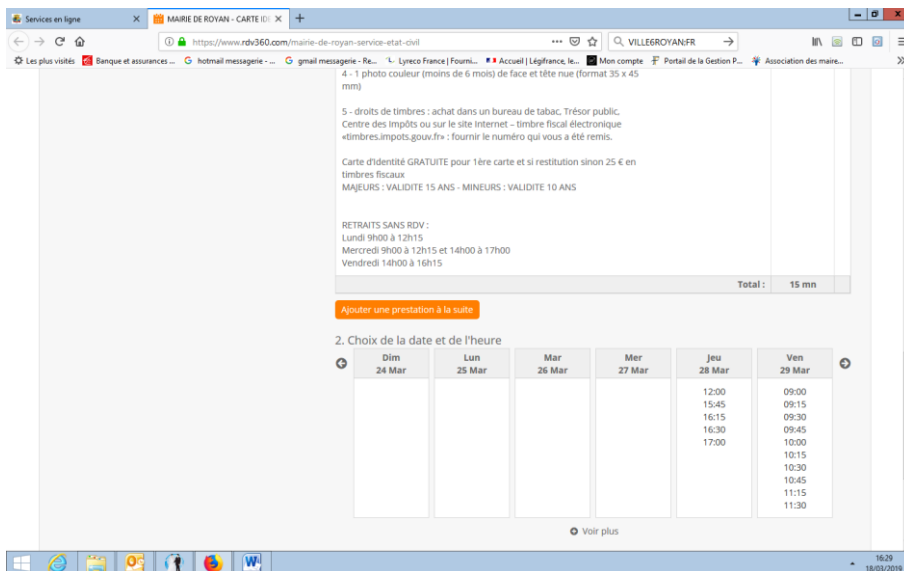 Services en ligne
MAIRIE DE ROYAN - CARTE IDE
https://www.rdv360.com/mairie-de-royan-service-etat-civil
VILLE6ROYAN:FR
Les plus visités
Banque et assurances ...
hotmail messagerie - ...
gmail messagerie - Re...
Lyreco France | Fourni...
Accueil | Légifrance, le...
Mon compte
Portail de la Gestion P...
Association des maire...
4 - 1 photo couleur (moins de 6 mois) de face et tête nue (format 35 x 45
mm)
5 - droits de timbres : achat dans un bureau de tabac, Trésor public,
Centre des Impôts ou sur le site Internet – timbre fiscal électronique
«timbres.impots.gouv.fr» : fournir le numéro qui vous a été remis.
Carte d'Identité GRATUITE pour 1ère carte et si restitution sinon 25 € en
timbres fiscaux
MAJEURS : VALIDITE 15 ANS - MINEURS : VALIDITE 10 ANS
RETRAITS SANS RDV :
Lundi 9h00 à 12h15
Mercredi 9h00 à 12h15 et 14h00 à 17h00
Vendredi 14h00 à 16h15
Total : 15 mn
Ajouter une prestation à la suite
2. Choix de la date et de l'heure
Dim Lun Mar Mer Jeu Ven
24 Mar 25 Mar 26 Mar 27 Mar 28 Mar 29 Mar
12:00 09:00
15:45 09:15
16:15 09:30
16:30 09:45
17:00 10:00
10:15
10:30
10:45
11:15
11:30
Voir plus
16:29
18/03/2019